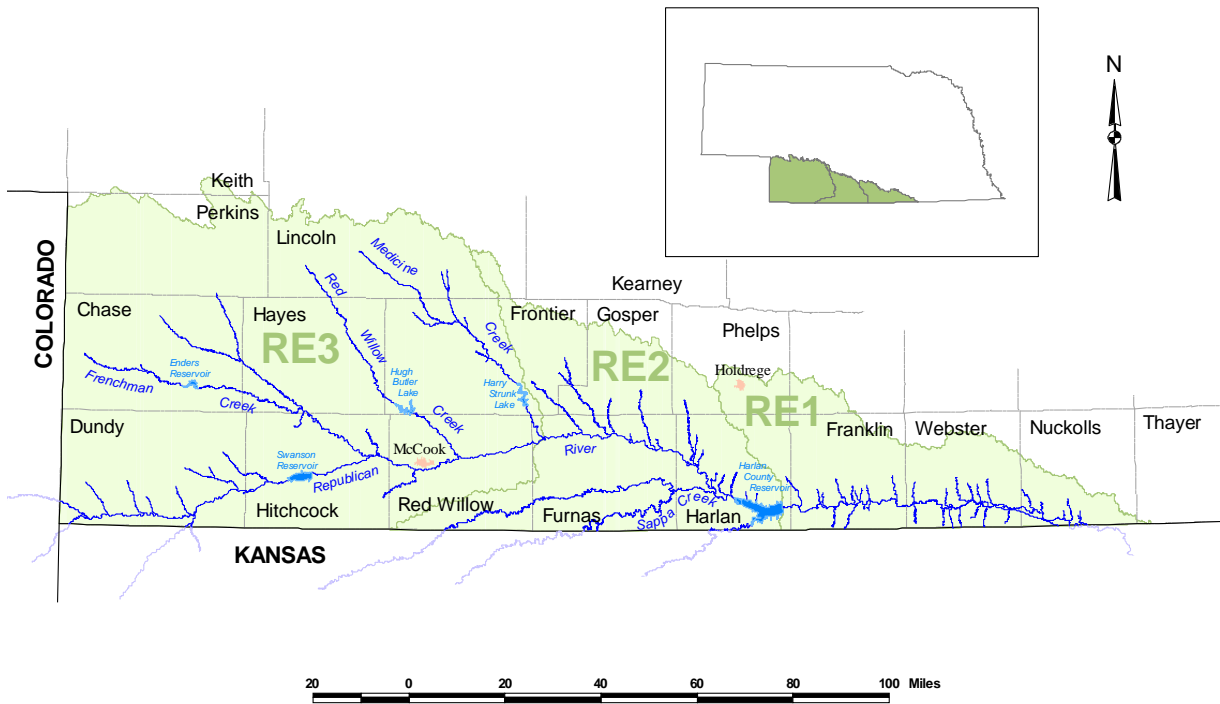 N
Keith
Perkins
Lincoln
COLORADO
Medicine
Creek
Red
Willow
Creek
Kearney
Chase
Hayes
Frontier
Gosper
Phelps
RE3
RE2
RE1
Enders
Reservoir
Frenchman
Creek
Hugh
Butler
Lake
Harry
Strunk
Lake
Holdrege
Dundy
Franklin
Webster
Nuckolls
Thayer
McCook
River
Swanson
Reservoir
Republican
Harlan
County
Reservoir
Hitchcock
Red Willow
Furnas
Sappa Creek
Harlan
KANSAS
20 0 20 40 60 80 100 Miles